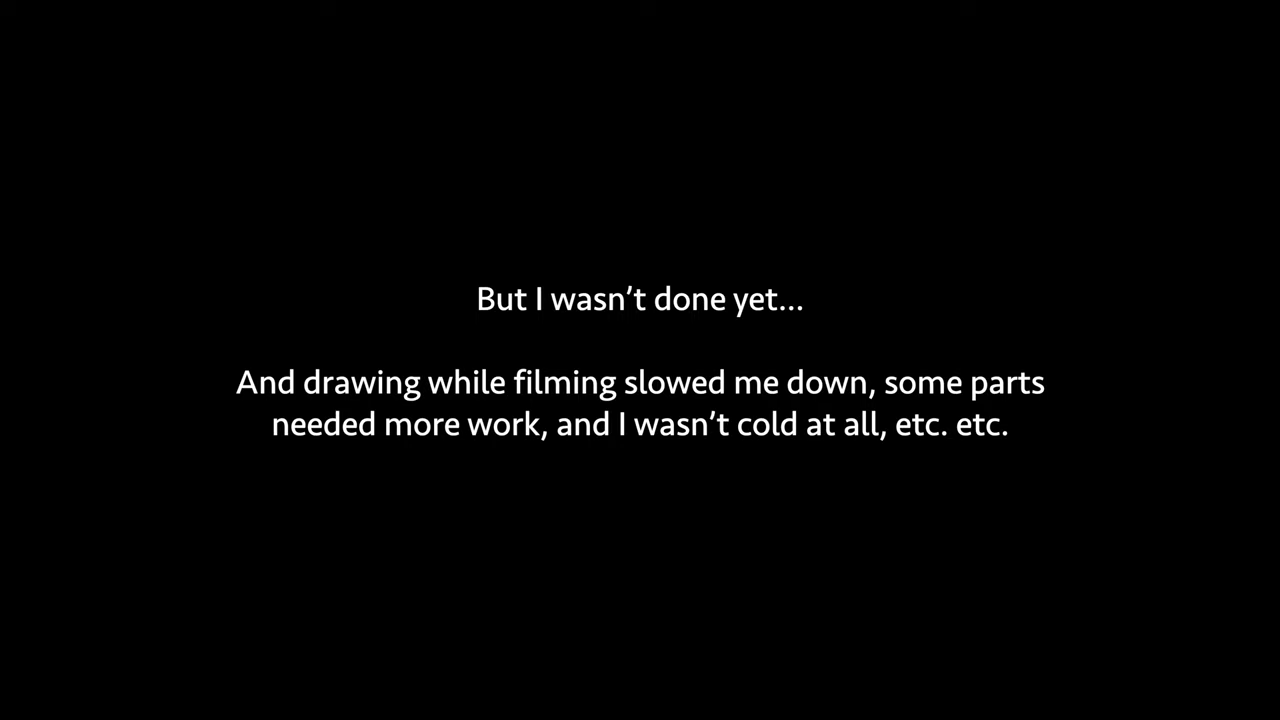 But I wasn’t done yet...
And drawing while filming slowed me down, some parts
needed more work, and I wasn’t cold at all, etc. etc.